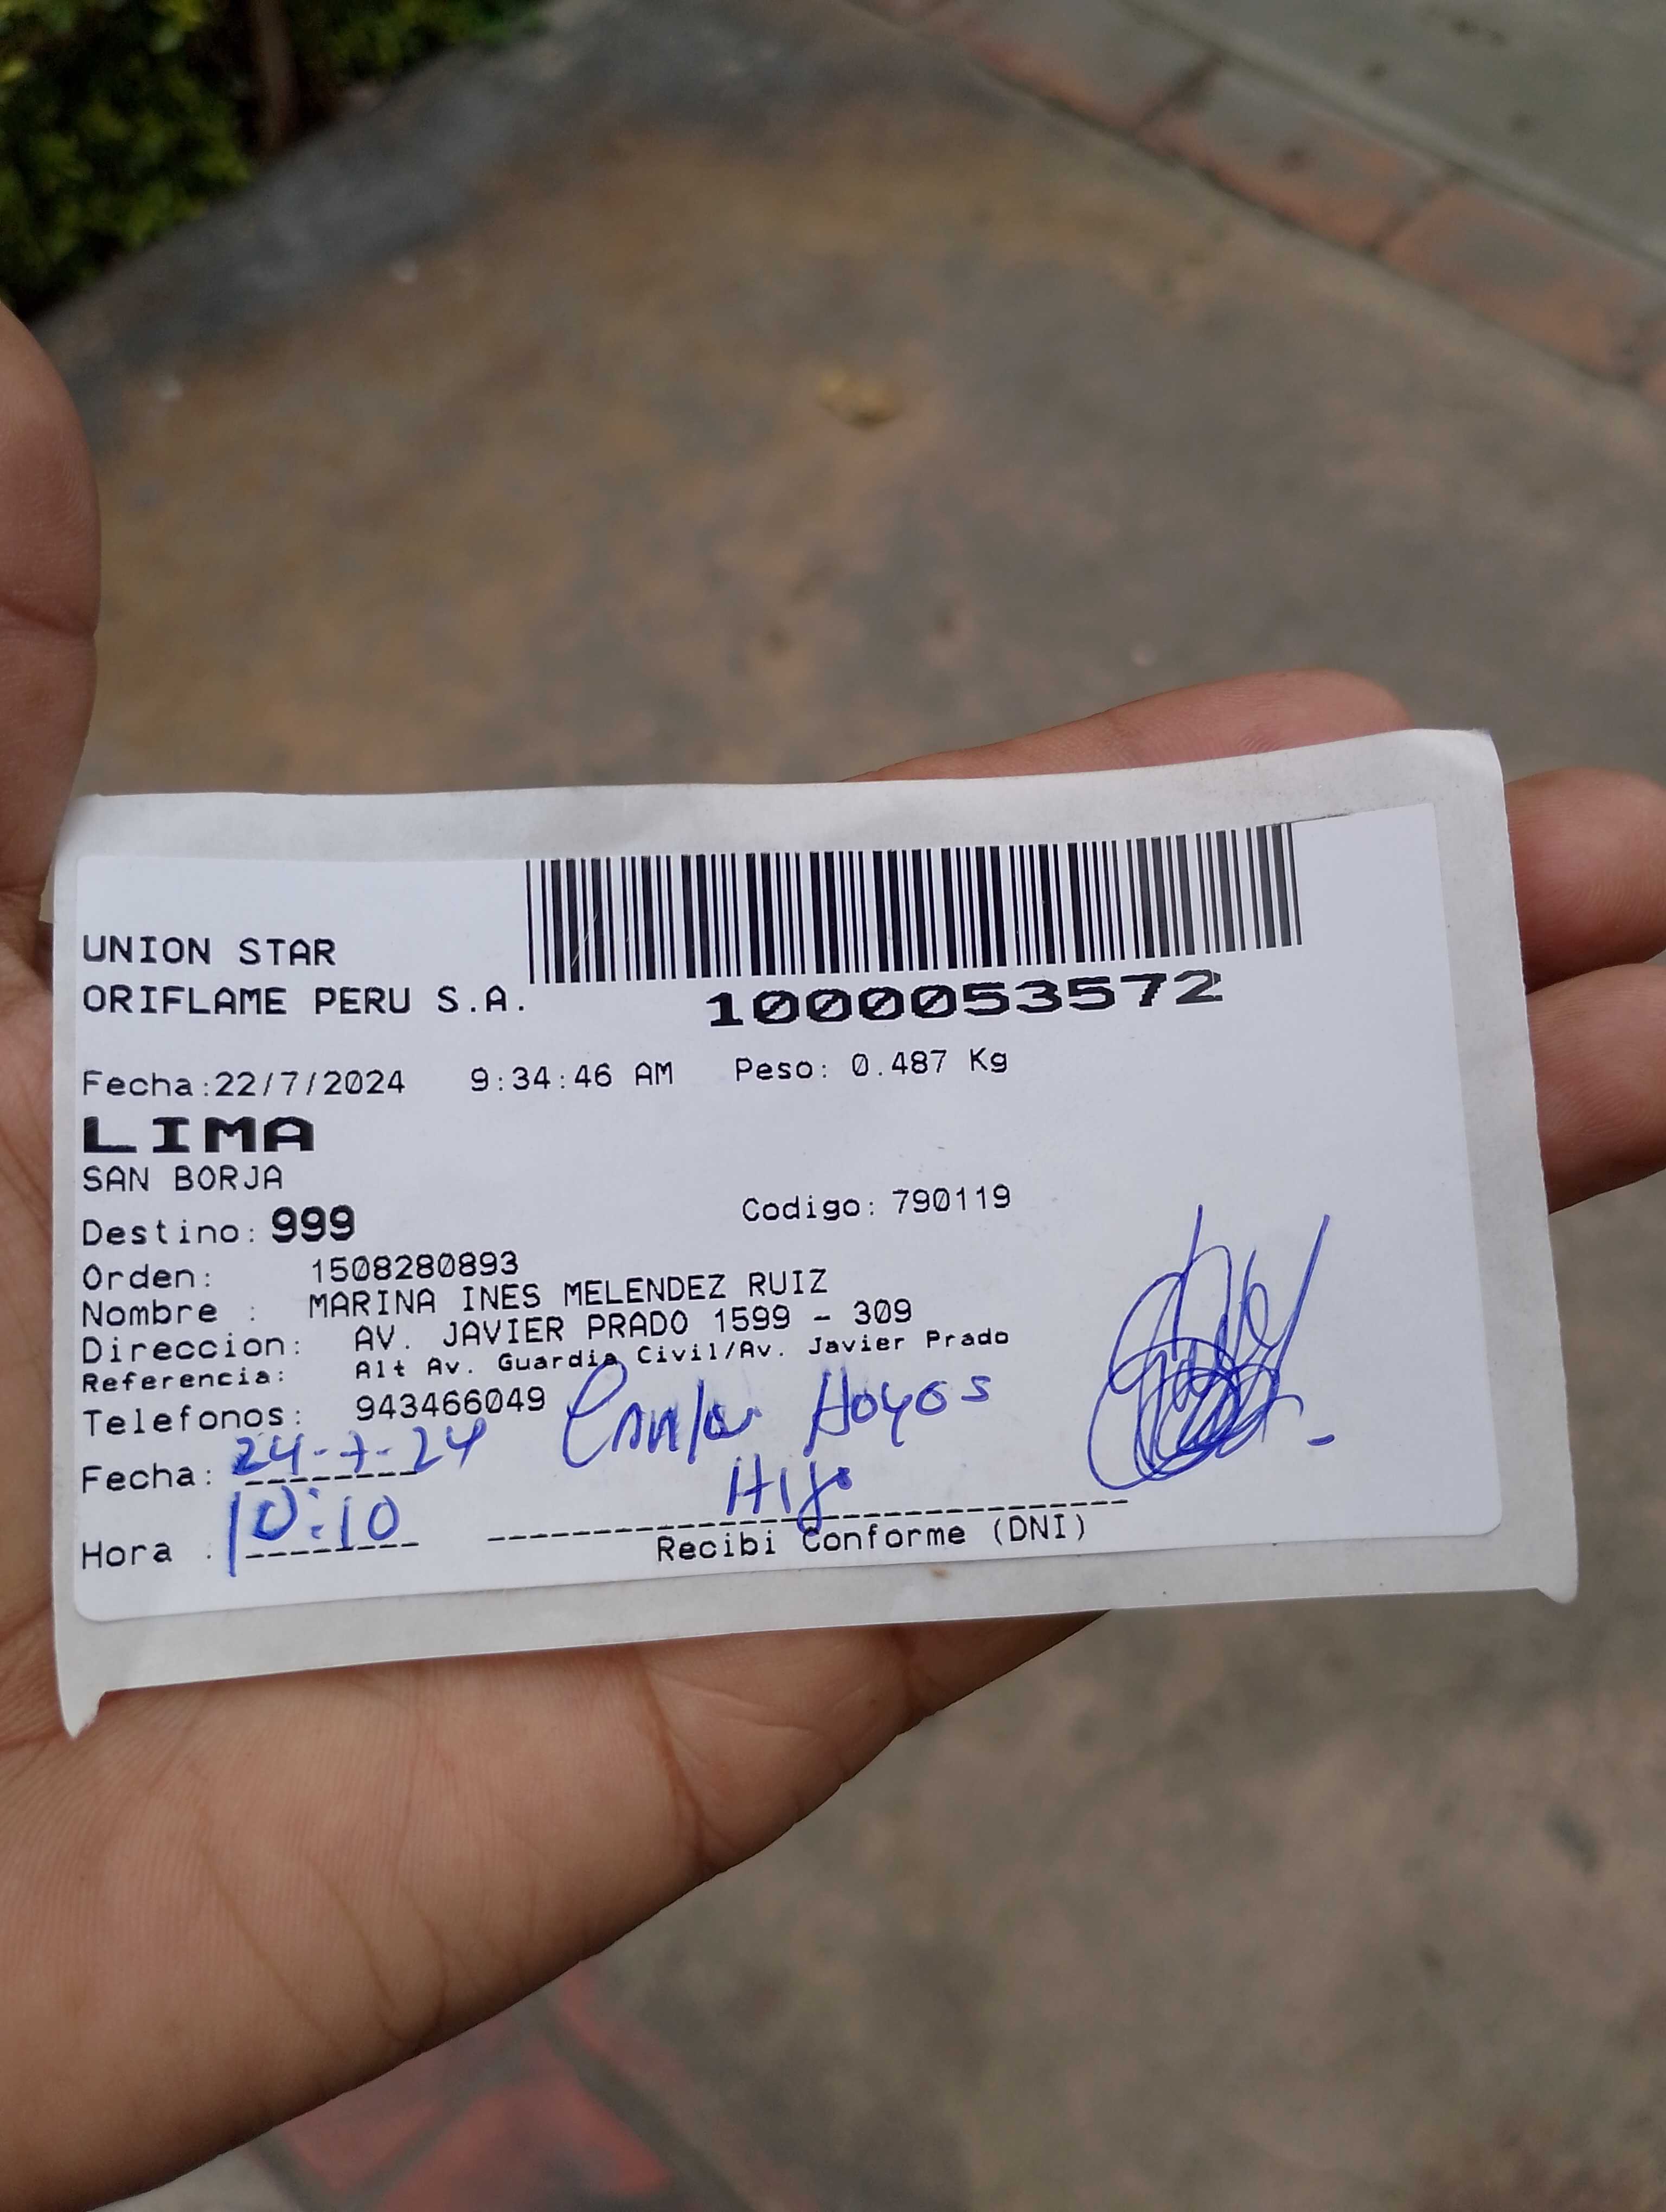 UNION STAR
ORIFLAME PERU S.A.
1000053572
Fecha:22/7/2024 9:34:46 AM Peso: 0.487 Kg
LIMA
SAN BORJA
Destino: 999 Codigo: 790119
Orden: 1508280893
Nombre : MARINA INES MELENDEZ RUIZ
Direccion: AV. JAVIER PRADO 1599 - 309
Referencia: Alt Av. Guardia Civil/Av. Javier Prado
Telefonos: 943466049
Hoyos
Fecha: 24-7-24
Hijo
Hora : 10:10
Recibi Conforme (DNI)